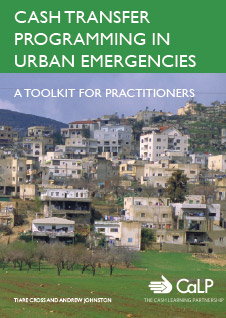 CASH TRANSFER
PROGRAMMING IN
URBAN EMERGENCIES
A TOOLKIT FOR PRACTITIONERS
CaLP
THE CASH LEARNING PARTNERSHIP
TIARE CROSS AND ANDREW JOHNSTON